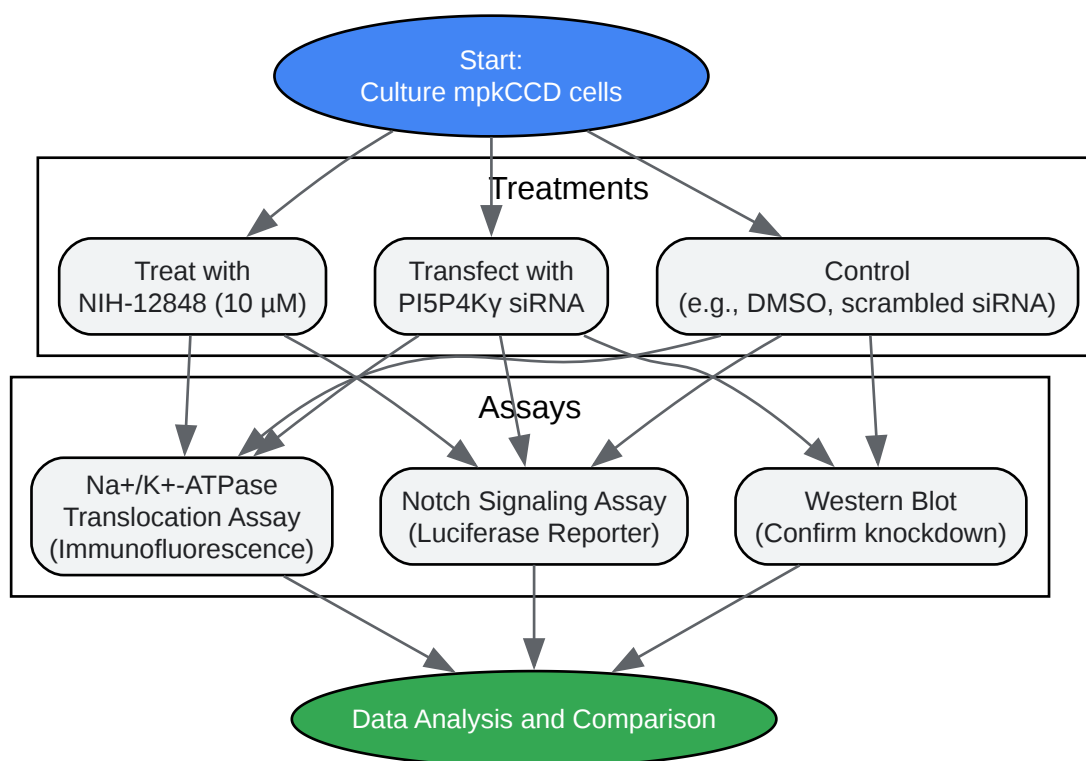 Start:
Culture mpkCCD cells
Treatments
Treat with
NIH-12848 (10 µM)
Transfect with
PI5P4Kγ siRNA
Control
(e.g., DMSO, scrambled siRNA)
Assays
Na+/K+-ATPase
Translocation Assay
(Immunofluorescence)
Notch Signaling Assay
(Luciferase Reporter)
Western Blot
(Confirm knockdown)
Data Analysis and Comparison